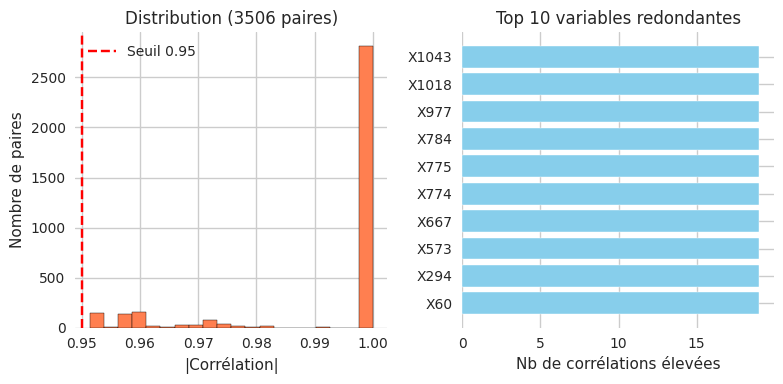 Distribution (3506 paires)
Seuil 0.95
Nombre de paires
2500
2000
1500
1000
500
0
0.95 0.96 0.97 0.98 0.99 1.00
|Corrélation|
Top 10 variables redondantes
X1043
X1018
X977
X784
X775
X774
X667
X573
X294
X60
0 5 10 15
Nb de corrélations élevées